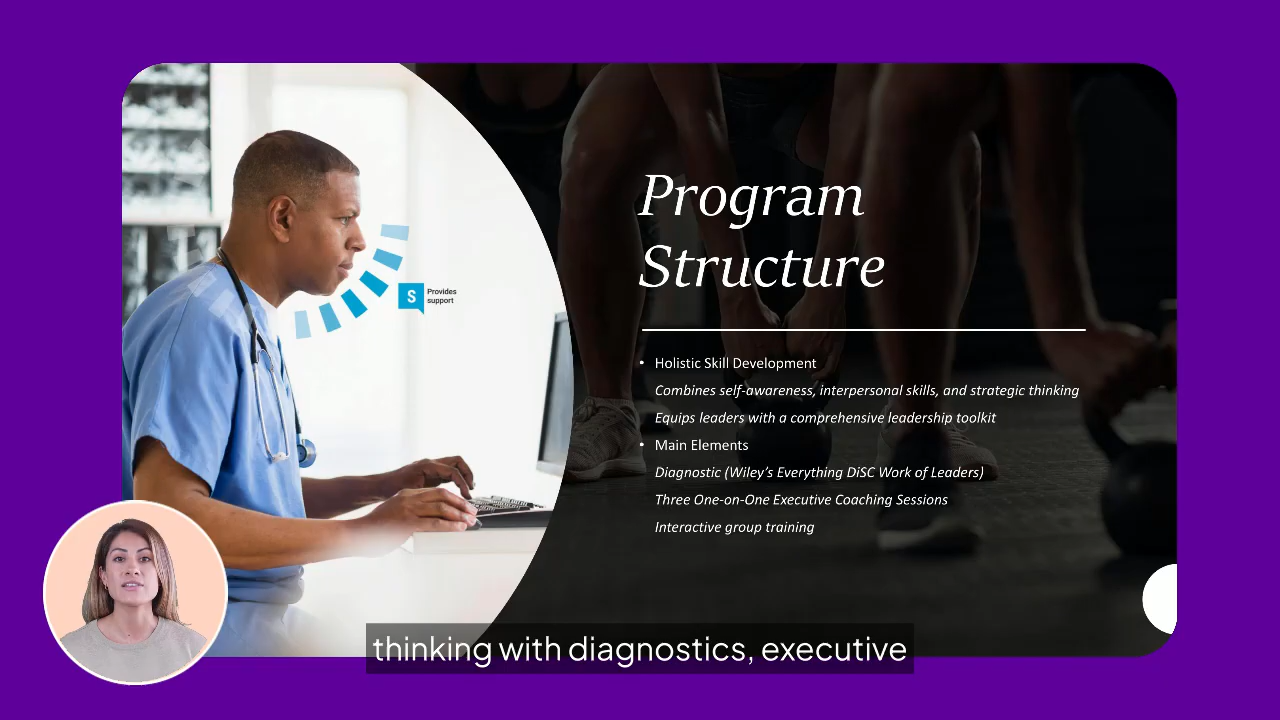 Program
Structure
S
Provides
support
• Holistic Skill Development
Combines self-awareness, interpersonal skills, and strategic thinking
Equips leaders with a comprehensive leadership toolkit
• Main Elements
Diagnostic (Wiley’s Everything DiSC Work of Leaders)
Three One-on-One Executive Coaching Sessions
Interactive group training
thinking with diagnostics, executive